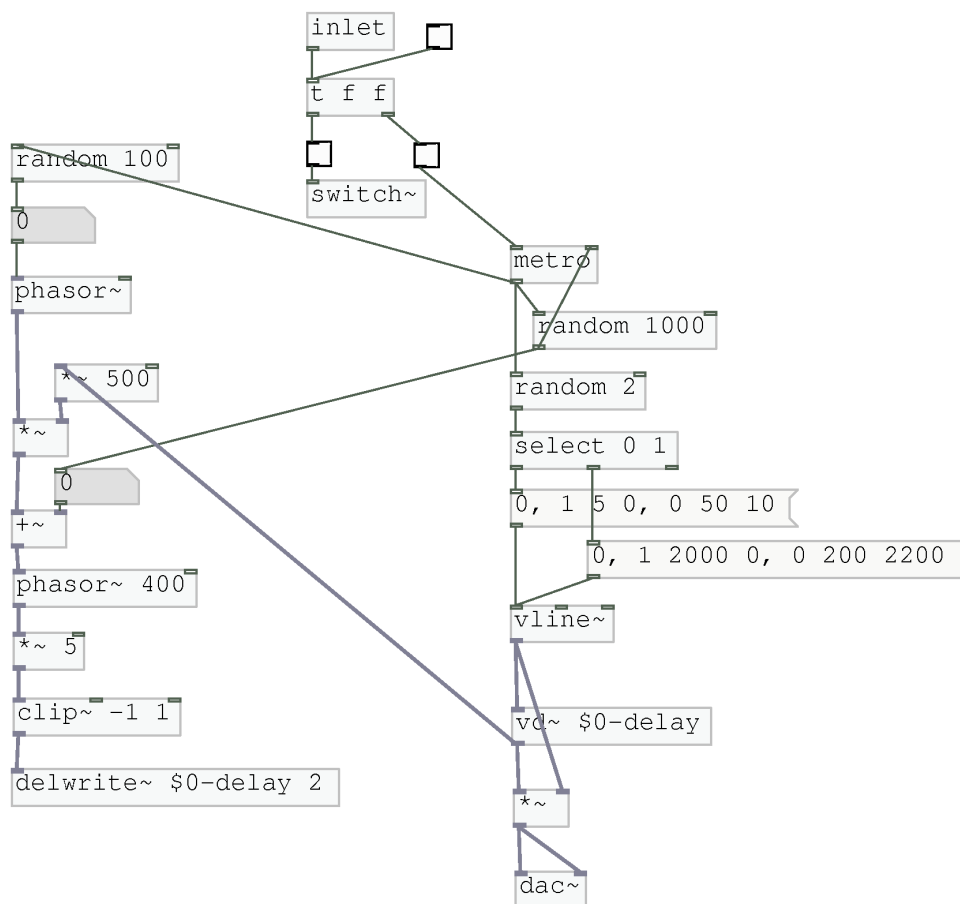 inlet
t f f
random 100
switch~
0
metro
phasor~
random 1000
*~ 500
random 2
*~
select 0 1
0
0, 1 5 0, 0 50 10
+~
0, 1 2000 0, 0 200 2200
phasor~ 400
vline~
*~ 5
clip~ -1 1
vd~ $0-delay
delwrite~ $0-delay 2
*~
dac~